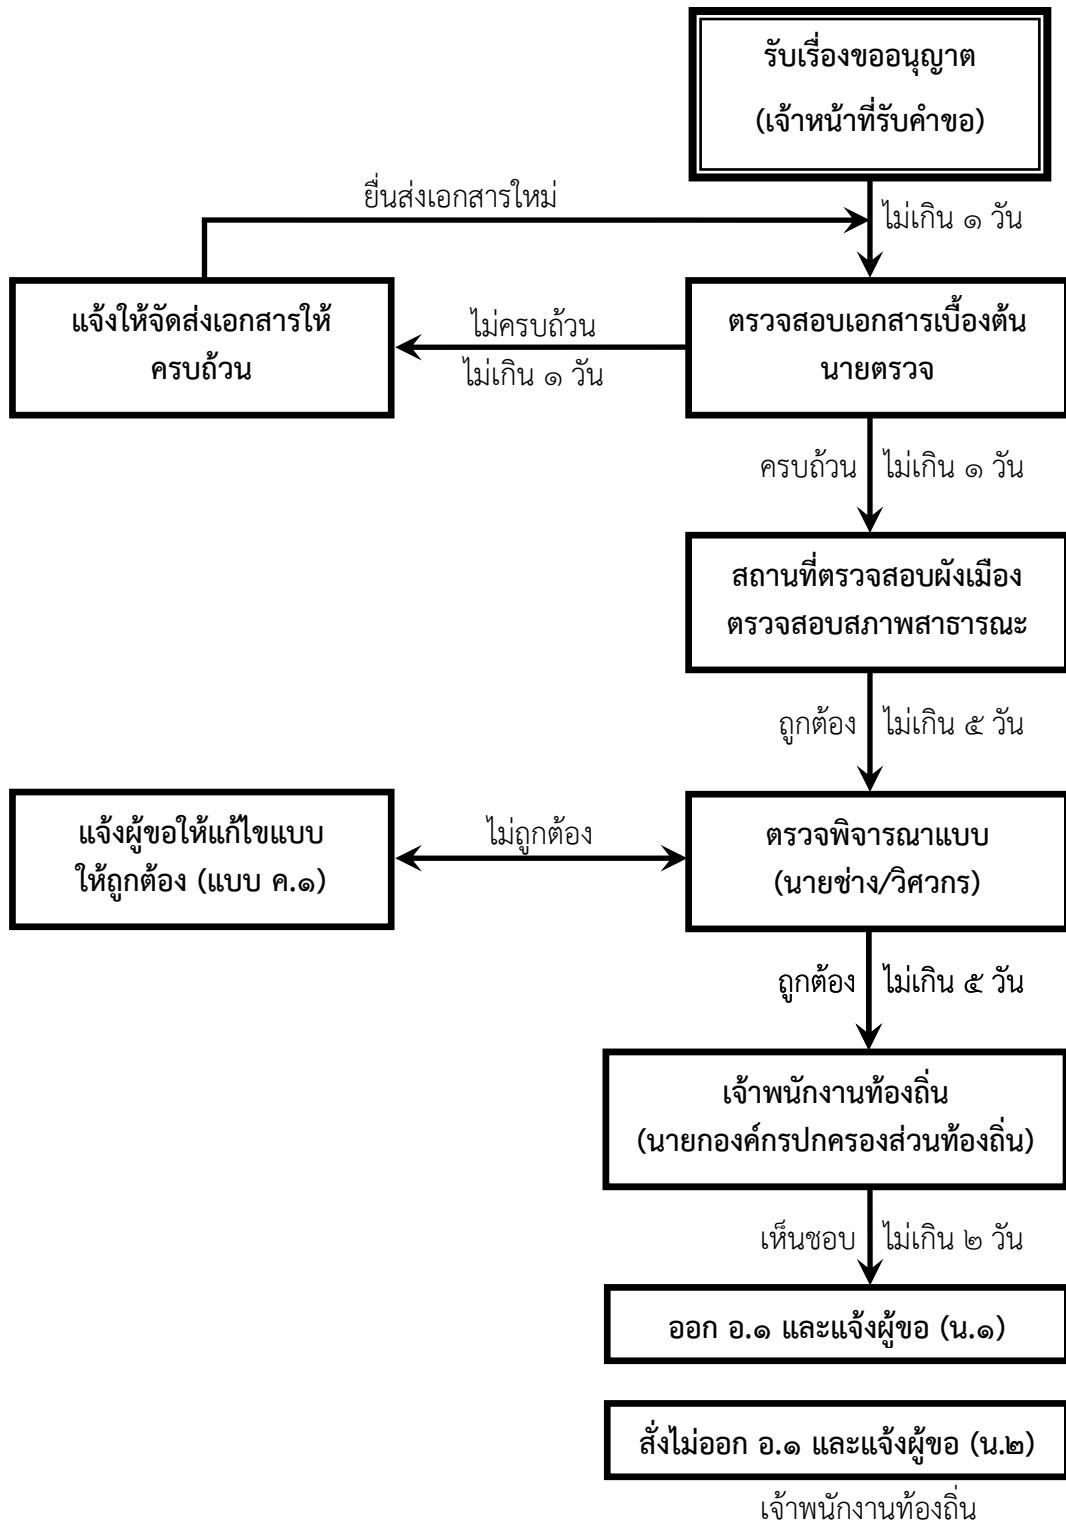 รับเรื่องขออนุญาต
(เจ้าหน้าที่รับคำขอ)
ยื่นส่งเอกสารใหม่
ไม่เกิน ๑ วัน
แจ้งให้จัดส่งเอกสารให้
ครบถ้วน
ไม่ครบถ้วน
ไม่เกิน ๑ วัน
ตรวจสอบเอกสารเบื้องต้น
นายตรวจ
ครบถ้วน ไม่เกิน ๑ วัน
สถานที่ตรวจสอบผังเมือง
ตรวจสอบสภาพสาธารณะ
ถูกต้อง ไม่เกิน ๕ วัน
แจ้งผู้ขอให้แก้ไขแบบ
ให้ถูกต้อง (แบบ ค.๑)
ไม่ถูกต้อง
ตรวจพิจารณาแบบ
(นายช่าง/วิศวกร)
ถูกต้อง ไม่เกิน ๕ วัน
เจ้าพนักงานท้องถิ่น
(นายกองค์กรปกครองส่วนท้องถิ่น)
เห็นชอบ ไม่เกิน ๒ วัน
ออก อ.๑ และแจ้งผู้ขอ (น.๑)
สั่งไม่ออก อ.๑ และแจ้งผู้ขอ (น.๒)
เจ้าพนักงานท้องถิ่น